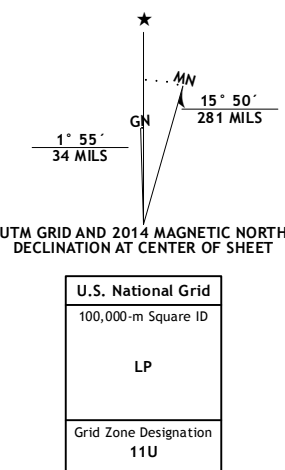 ★
MN
GN
15° 50´
281 MILS
1° 55´
34 MILS
UTM GRID AND 2014 MAGNETIC NORTH
DECLINATION AT CENTER OF SHEET
U.S. National Grid
100,000-m Square ID
LP
Grid Zone Designation
11U